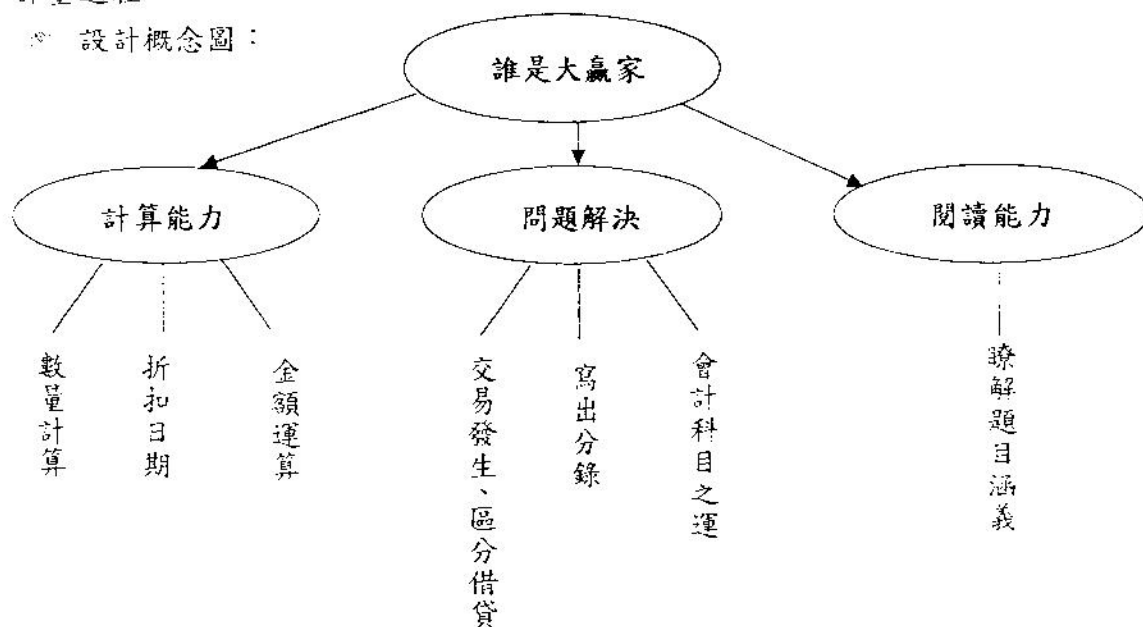 設計概念圖：
誰是大贏家
計算能力
問題解決
閱讀能力
數量計算
折扣日期
金額運算
交易發生、區分借貸
寫出分錄
會計科目之運
瞭解題目涵義